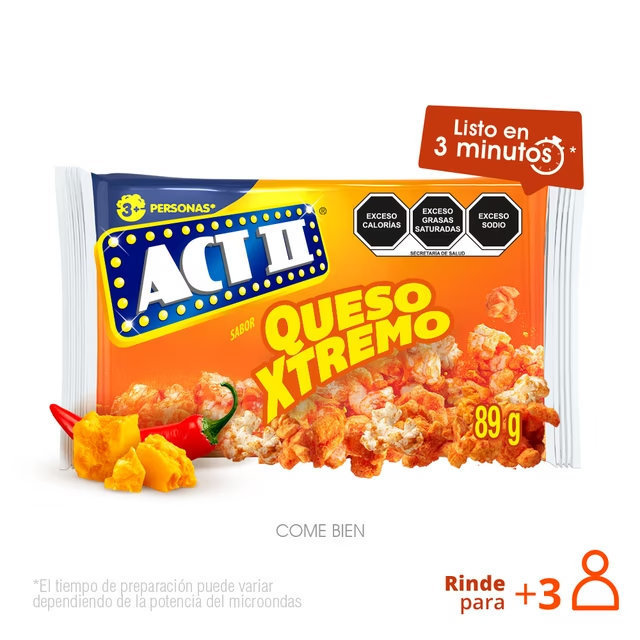 Listo en
3 minutos*
3+ PERSONAS*
ACT II®
EXCESO
CALORÍAS
EXCESO
GRASAS
SATURADAS
EXCESO
SODIO
SECRETARÍA DE SALUD
SABOR
QUESO
XTREMO
89 g
COME BIEN
*El tiempo de preparación puede variar
dependiendo de la potencia del microondas
Rinde
para +3